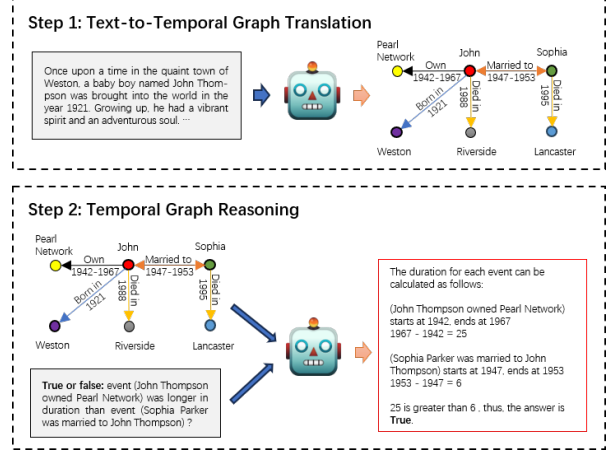 Step 1: Text-to-Temporal Graph Translation
Once upon a time in the quaint town of
Weston, a baby boy named John Thom-
pson was brought into the world in the
year 1921. Growing up, he had a vibrant
spirit and an adventurous soul. ...
Pearl
Network
John
Sophia
Own
1942-1967
Married to
1947-1953
Born in
1921
Died in
1988
Died in
1995
Weston
Riverside
Lancaster
Step 2: Temporal Graph Reasoning
Pearl
Network
John
Sophia
Own
1942-1967
Married to
1947-1953
Born in
1921
Died in
1988
Died in
1995
Weston
Riverside
Lancaster
True or false: event (John Thompson
owned Pearl Network) was longer in
duration than event (Sophia Parker
was married to John Thompson) ?
The duration for each event can be
calculated as follows:
(John Thompson owned Pearl Network)
starts at 1942, ends at 1967
1967 - 1942 = 25
(Sophia Parker was married to John
Thompson) starts at 1947, ends at 1953
1953 - 1947 = 6
25 is greater than 6 , thus, the answer is
True.